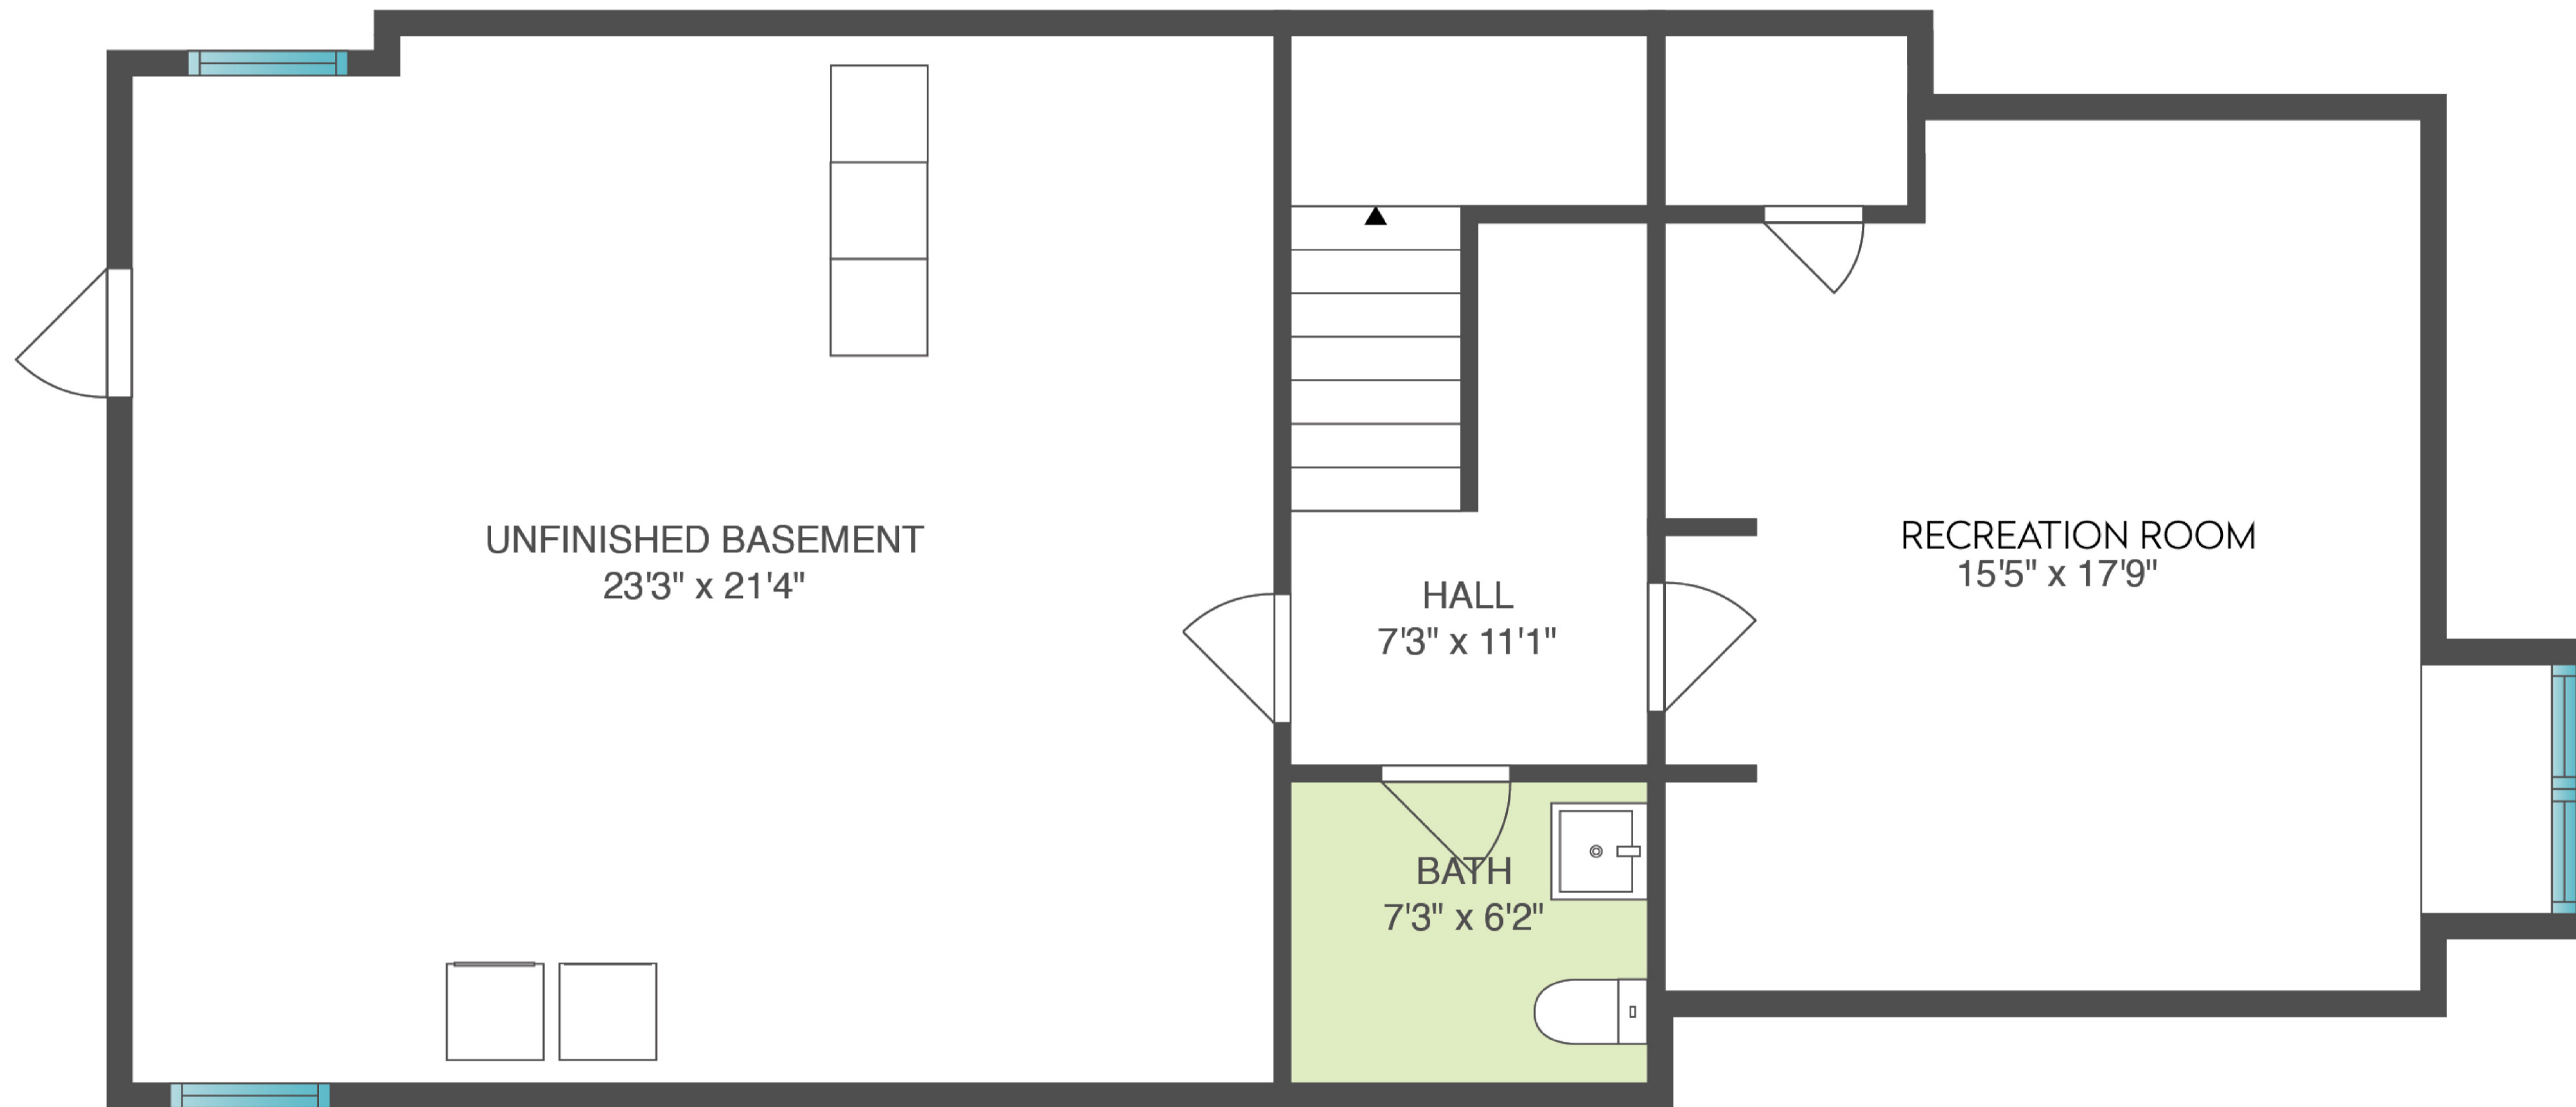 UNFINISHED BASEMENT
23'3" x 21'4"
HALL
7'3" x 11'1"
RECREATION ROOM
15'5" x 17'9"
BATH
7'3" x 6'2"